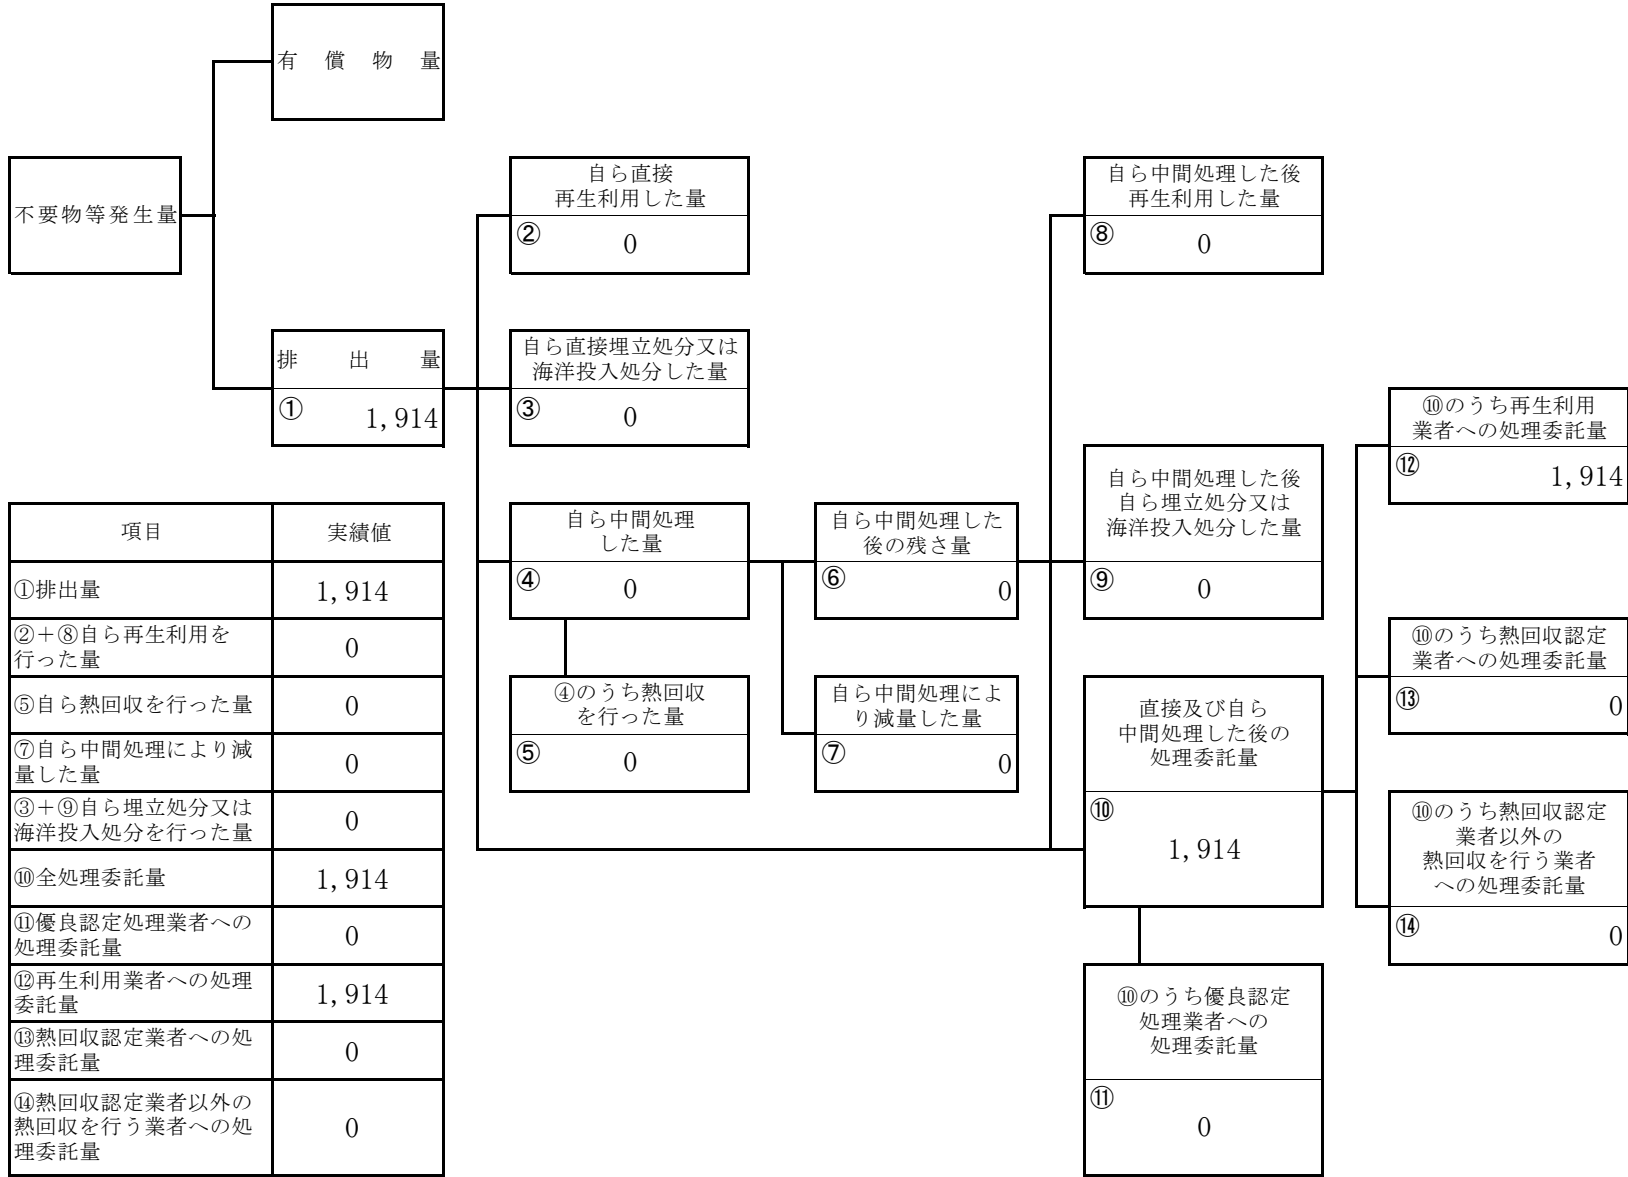 有償物量
不要物等発生量
排出量
① 1,914
自ら直接
再生利用した量
② 0
自ら直接埋立処分又は
海洋投入処分した量
③ 0
自ら中間処理
した量
④ 0
④のうち熱回収
を行った量
⑤ 0
自ら中間処理した
後の残さ量
⑥ 0
自ら中間処理によ
り減量した量
⑦ 0
自ら中間処理した後
再生利用した量
⑧ 0
自ら中間処理した後
自ら埋立処分又は
海洋投入処分した量
⑨ 0
直接及び自ら
中間処理した後の
処理委託量
⑩
1,914
⑩のうち優良認定
処理業者への
処理委託量
⑪
0
⑩のうち再生利用
業者への処理委託量
⑫ 1,914
⑩のうち熱回収認定
業者への処理委託量
⑬ 0
⑩のうち熱回収認定
業者以外の
熱回収を行う業者
への処理委託量
⑭ 0
項目 実績値
①排出量 1,914
②＋⑧自ら再生利用を
行った量 0
⑤自ら熱回収を行った量 0
⑦自ら中間処理により減
量した量 0
③＋⑨自ら埋立処分又は
海洋投入処分を行った量 0
⑩全処理委託量 1,914
⑪優良認定処理業者への
処理委託量 0
⑫再生利用業者への処理
委託量 1,914
⑬熱回収認定業者への処
理委託量 0
⑭熱回収認定業者以外の
熱回収を行う業者への処
理委託量 0